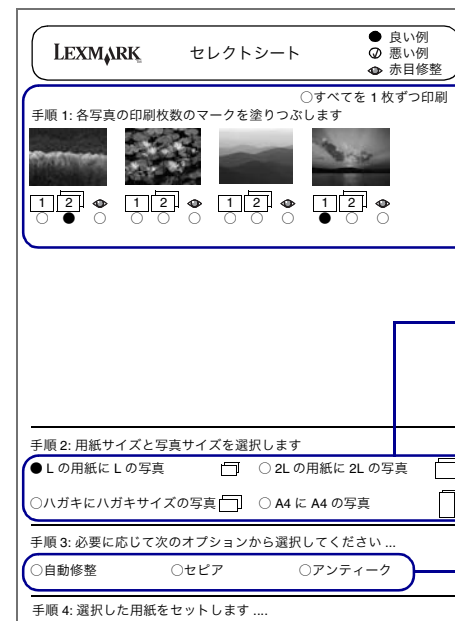 LEXMARK セレクトシート
● 良い例
悪い例
赤目修整
○すべてを 1 枚ずつ印刷
手順 1: 各写真の印刷枚数のマークを塗りつぶします
1 2 1 2 1 2 1 2
手順 2: 用紙サイズと写真サイズを選択します
● L の用紙に L の写真 ○ 2L の用紙に 2L の写真
○ハガキにハガキサイズの写真 ○ A4 に A4 の写真
手順 3: 必要に応じて次のオプションから選択してください ...
○自動修整 ○セピア ○アンティーク
手順 4: 選択した用紙をセットします ....